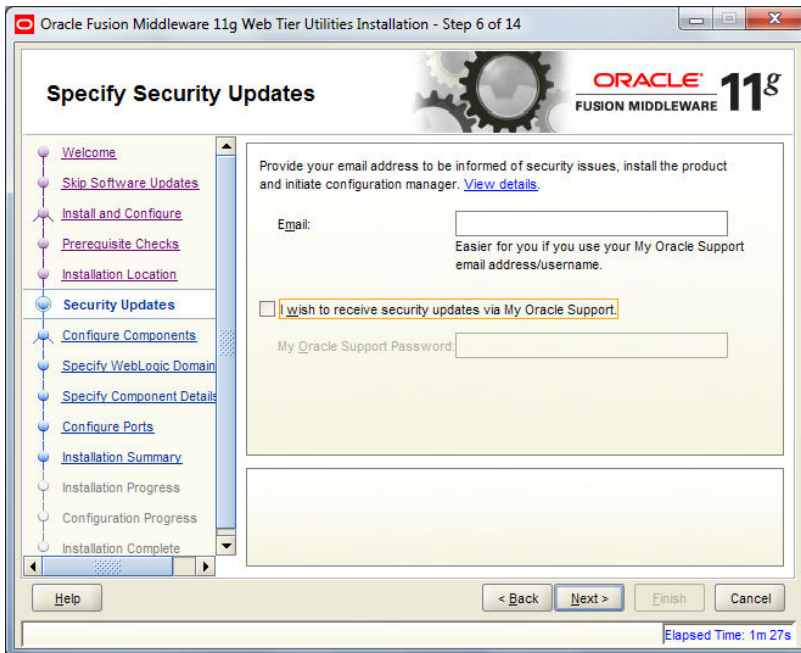 Oracle Fusion Middleware 11g Web Tier Utilities Installation - Step 6 of 14
Specify Security Updates
ORACLE
FUSION MIDDLEWARE 11g
Welcome
Skip Software Updates
Install and Configure
Prerequisite Checks
Installation Location
Security Updates
Configure Components
Specify WebLogic Domain
Specify Component Details
Configure Ports
Installation Summary
Installation Progress
Configuration Progress
Installation Complete
Provide your email address to be informed of security issues, install the product
and initiate configuration manager. View details.
Email:
Easier for you if you use your My Oracle Support
email address/username.
I wish to receive security updates via My Oracle Support.
My Oracle Support Password:
Help
< Back
Next >
Finish
Cancel
Elapsed Time: 1m 27s